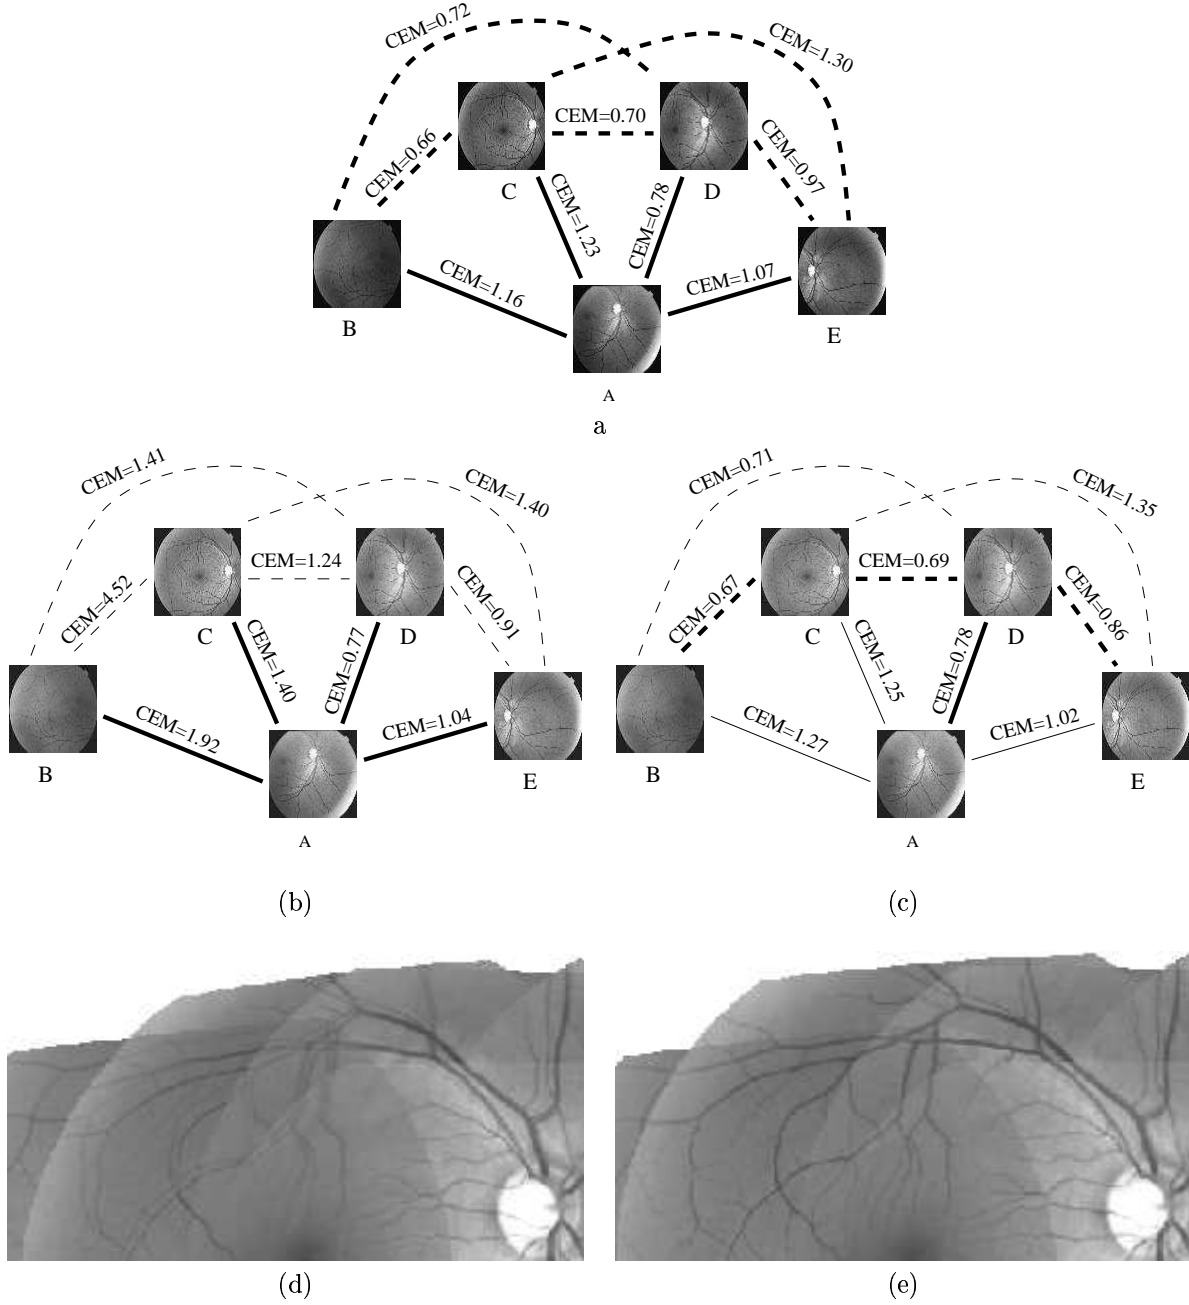 CEM=0.72
CEM=1.30
CEM=0.70
CEM=0.66
CEM=0.97
C
D
CEM=1.23
CEM=0.78
CEM=1.16
CEM=1.07
B
E
A
a
CEM=1.41
CEM=1.40
CEM=1.24
CEM=4.52
CEM=0.91
C
D
CEM=1.40
CEM=0.77
CEM=1.92
CEM=1.04
B
E
A
(b)
CEM=0.71
CEM=1.35
CEM=0.69
CEM=0.67
CEM=0.86
C
D
CEM=1.25
CEM=0.78
CEM=1.27
CEM=1.02
B
E
A
(c)
(d)
(e)